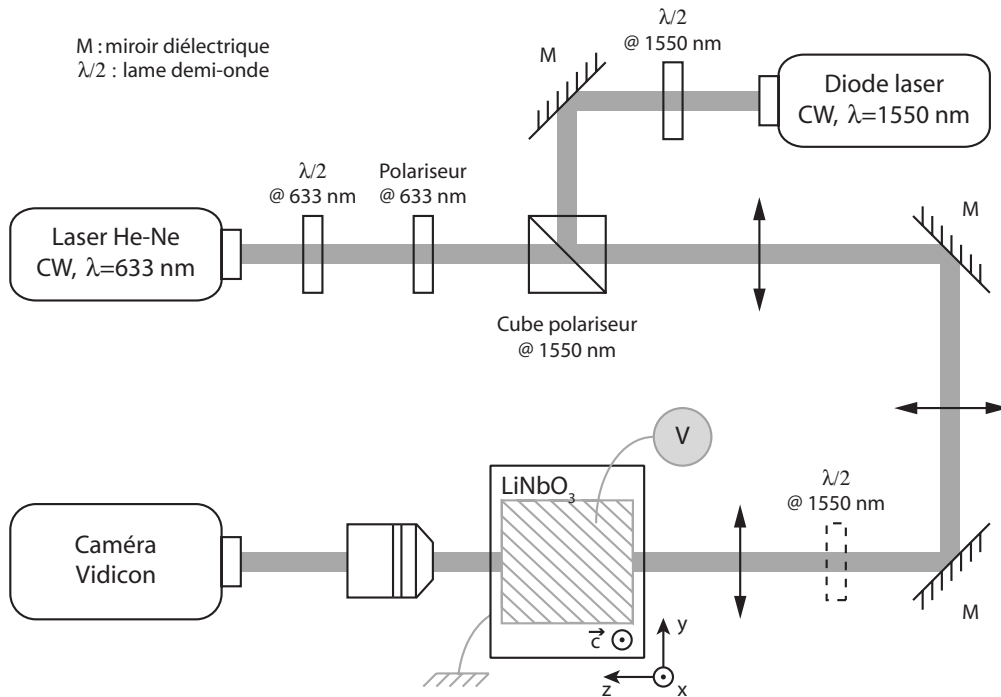 M : miroir diélectrique
λ/2 : lame demi-onde
λ/2
@ 1550 nm
M
Diode laser
CW, λ=1550 nm
λ/2
@ 633 nm
Polariseur
@ 633 nm
M
Laser He-Ne
CW, λ=633 nm
Cube polariseur
@ 1550 nm
V
LiNbO₃
λ/2
@ 1550 nm
Caméra
Vidicon
M
c
y
z
x